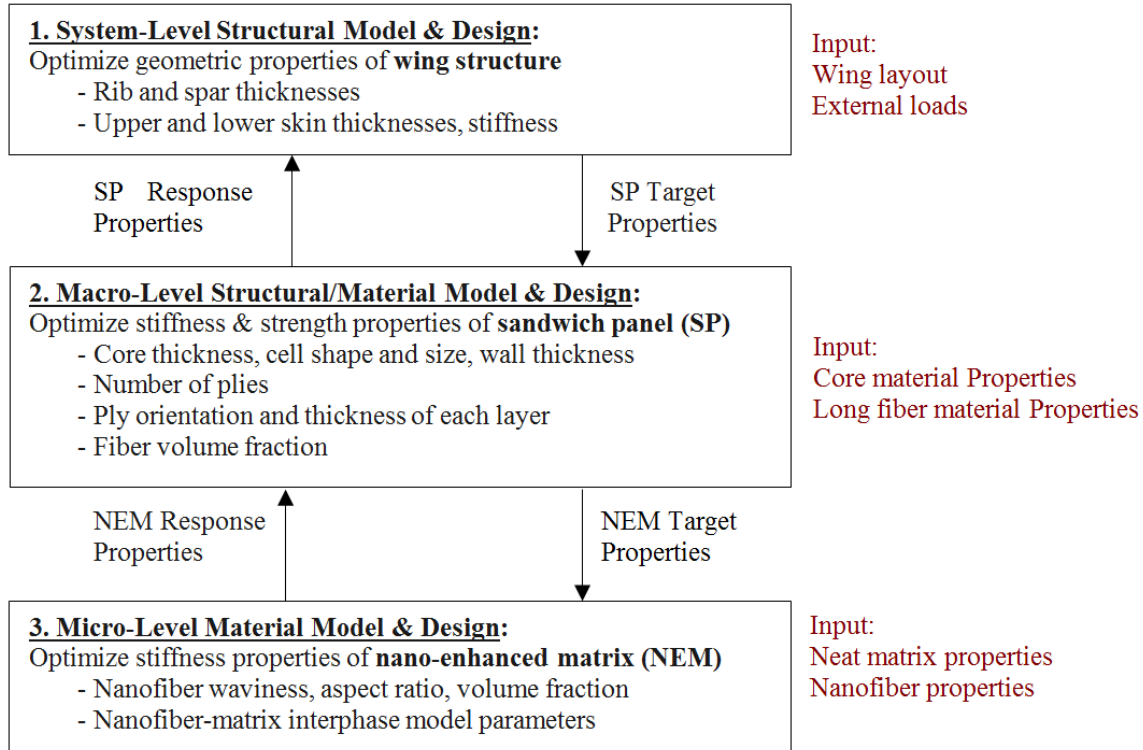 1. System-Level Structural Model & Design:
Optimize geometric properties of wing structure
- Rib and spar thicknesses
- Upper and lower skin thicknesses, stiffness
Input:
Wing layout
External loads
SP Response
Properties
SP Target
Properties
2. Macro-Level Structural/Material Model & Design:
Optimize stiffness & strength properties of sandwich panel (SP)
- Core thickness, cell shape and size, wall thickness
- Number of plies
- Ply orientation and thickness of each layer
- Fiber volume fraction
Input:
Core material Properties
Long fiber material Properties
NEM Response
Properties
NEM Target
Properties
3. Micro-Level Material Model & Design:
Optimize stiffness properties of nano-enhanced matrix (NEM)
- Nanofiber waviness, aspect ratio, volume fraction
- Nanofiber-matrix interphase model parameters
Input:
Neat matrix properties
Nanofiber properties